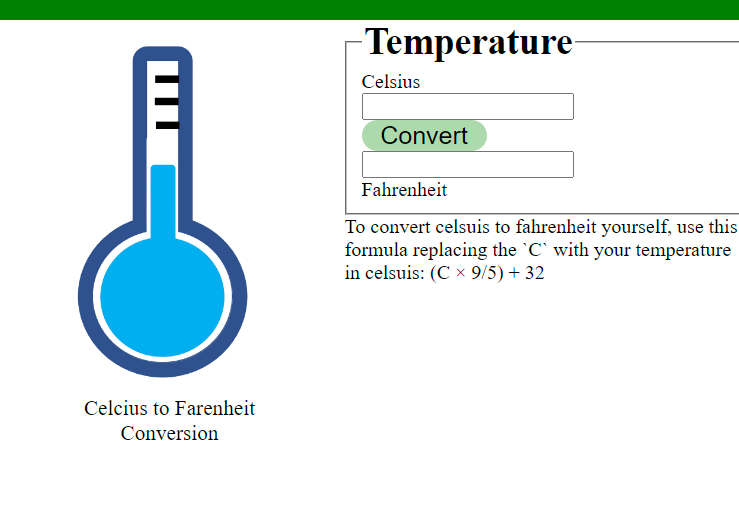 Temperature
Celsius
Convert
Fahrenheit
To convert celsuis to fahrenheit yourself, use this
formula replacing the `C` with your temperature
in celsuis: (C × 9/5) + 32
Celcius to Farenheit
Conversion